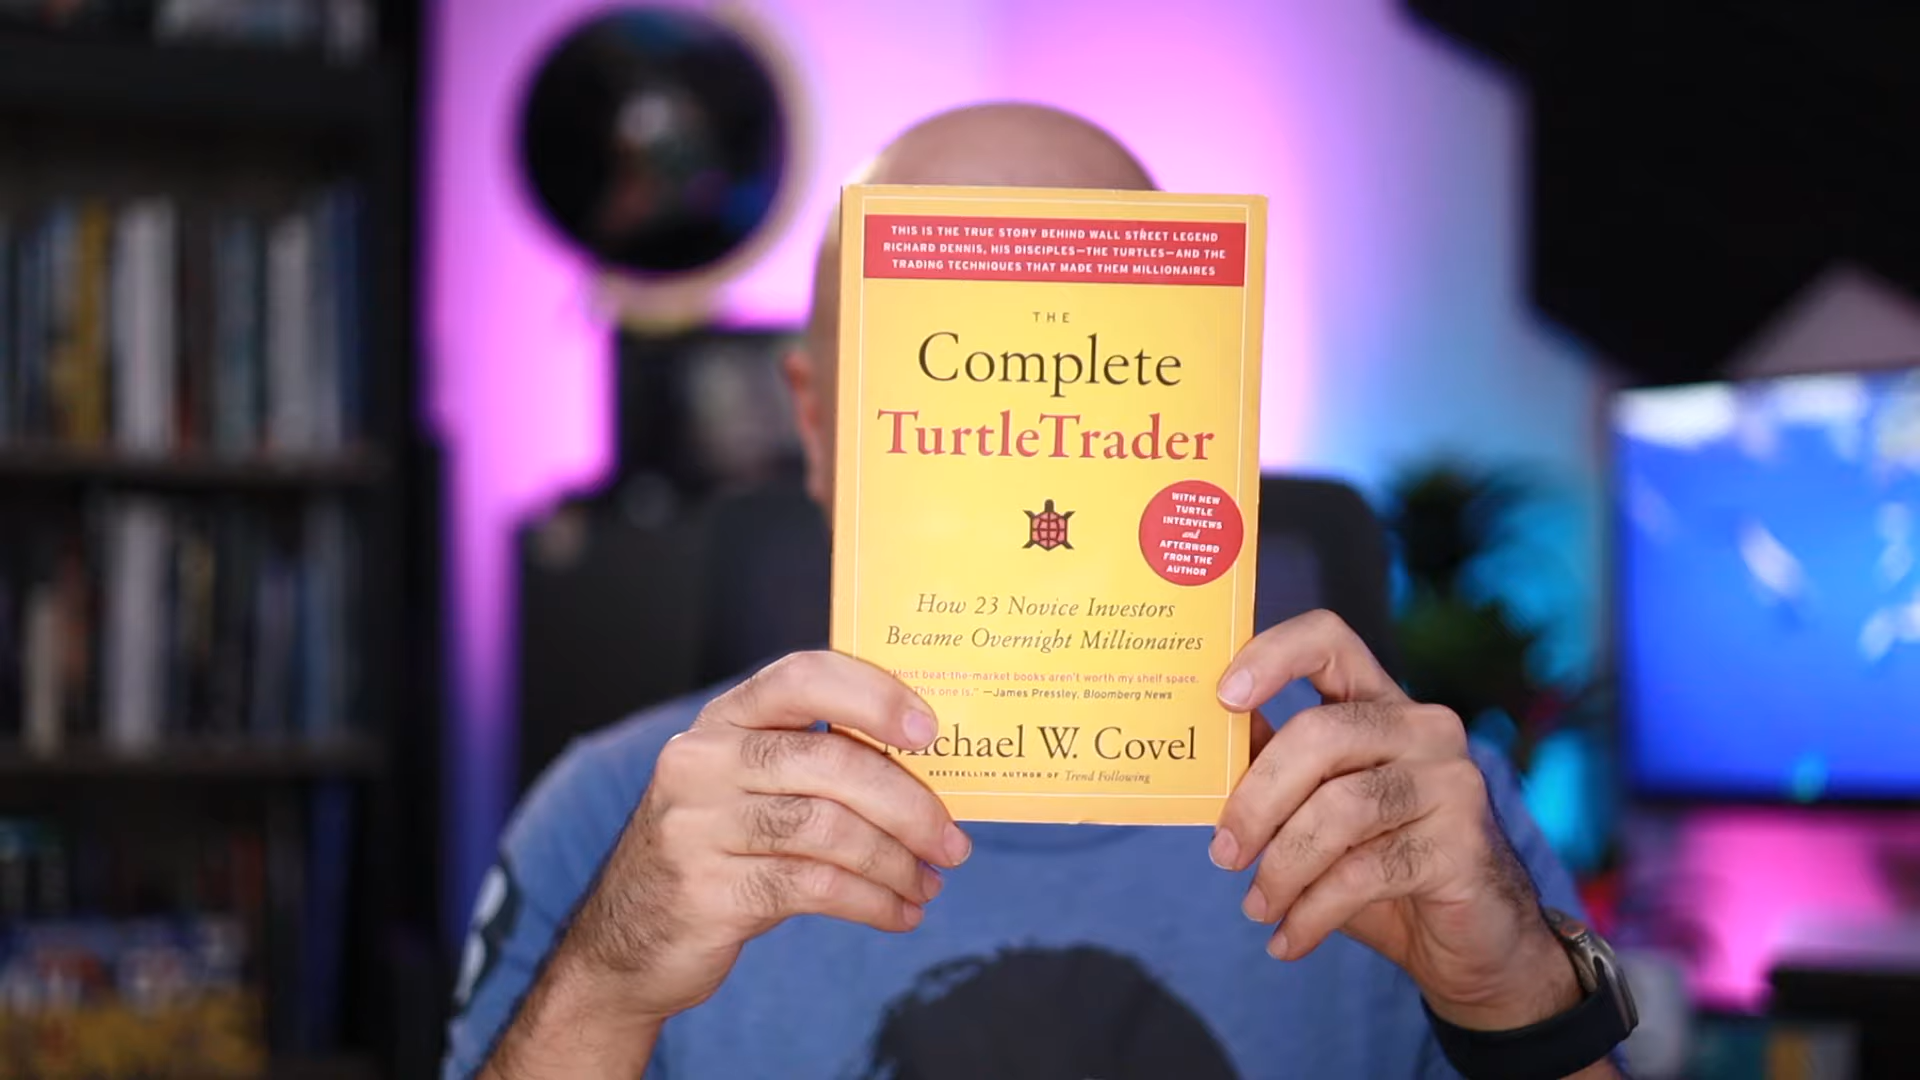 THIS IS THE TRUE STORY BEHIND WALL STREET LEGEND
RICHARD DENNIS, HIS DISCIPLES—THE TURTLES—AND THE
TRADING TECHNIQUES THAT MADE THEM MILLIONAIRES
THE
Complete
TurtleTrader
WITH NEW
TURTLE
INTERVIEWS
and
AFTERWORD
FROM THE
AUTHOR
How 23 Novice Investors
Became Overnight Millionaires
"Most beat-the-market books aren't worth my shelf space.
This one is." —James Pressley, Bloomberg News
Michael W. Covel
BESTSELLING AUTHOR OF Trend Following